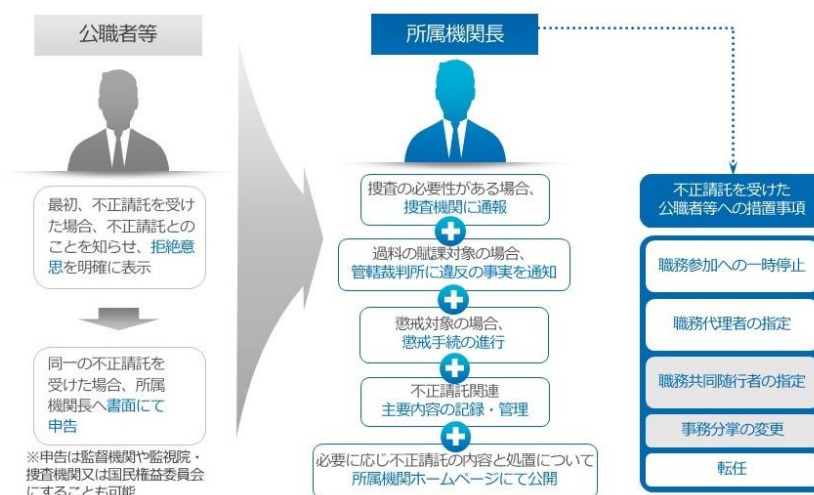 公職者等
最初、不正請託を受け
た場合、不正請託との
ことを知らせ、拒絶意
思を明確に表示
同一の不正請託を
受けた場合、所属
機関長へ書面にて
申告
※申告は監督機関や監視院・
捜査機関又は国民権益委員会
にすることも可能
所属機関長
捜査の必要性がある場合、
捜査機関に通報
過料の賦課対象の場合、
管轄裁判所に違反の事実を通知
懲戒対象の場合、
懲戒手続の進行
不正請託関連
主要内容の記録・管理
必要に応じ不正請託の内容と処置について
所属機関ホームページにて公開
不正請託を受けた
公職者等への措置事項
職務参加への一時停止
職務代理者の指定
職務共同随行者の指定
事務分掌の変更
転任